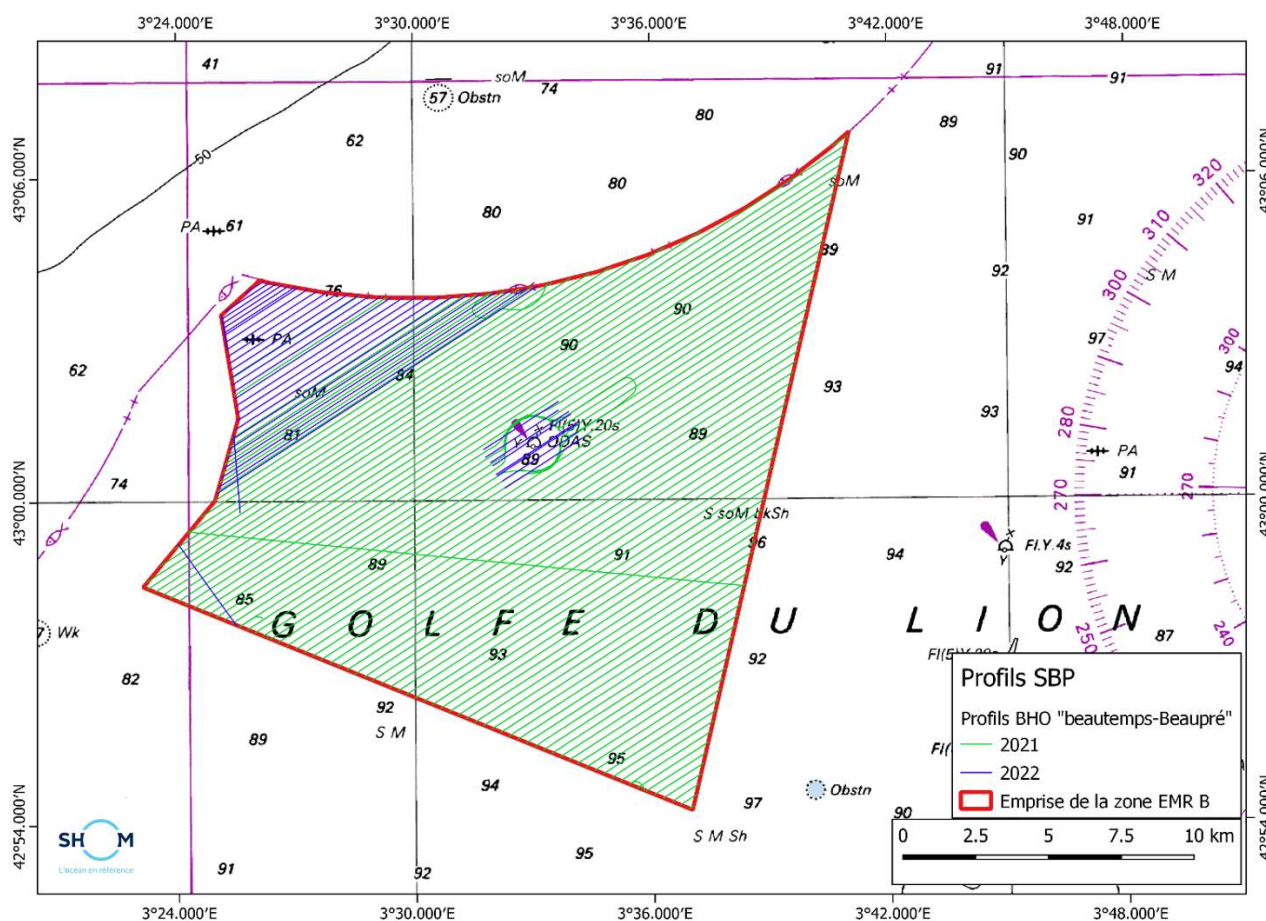 3°24.000'E 3°30.000'E 3°36.000'E 3°42.000'E 3°48.000'E
41 soM 91 91
57 Obstn 74
80 89
50 62 90
43°06.000'N 80 soM 43°06.000'N
320
PA 61 80 91 310
89
92 S M
300
76 90
97 300
PA 90
62 84 94
soM 93 93
280
81 Fl(5)Y.20s 89 PA
Y ODAS
74 89 91
43°00.000'N 270 270 43°00.000'N
S soM bkSh
91 96 94 Fl.Y.4s
89 Y 92
85
GOLFE DU LION
Wk 250 240
93 92 87
82
92
S M
89
94 95
97 Obstn
90
S M Sh
95
91 92
42°54.000'N 42°54.000'N
Profils SBP
Profils BHO "beautemps-Beaupré"
2021
2022
Emprise de la zone EMR B
0 2.5 5 7.5 10 km
SHOM
L'océan en référence
3°24.000'E 3°30.000'E 3°36.000'E 3°42.000'E 3°48.000'E